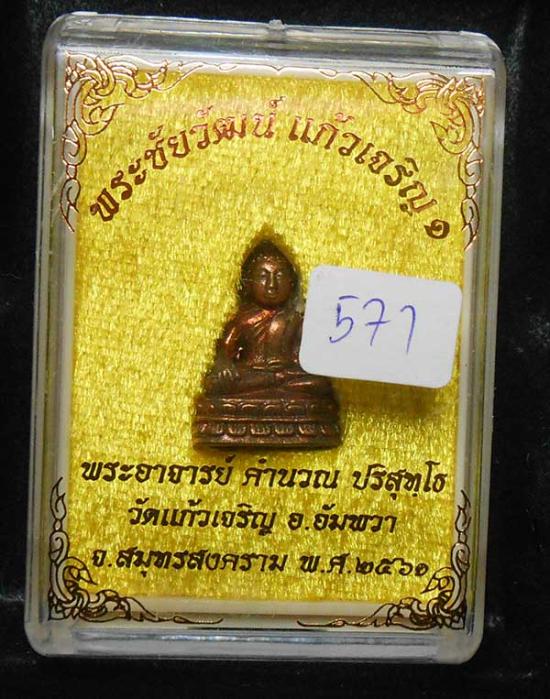 พระชัยวัฒน์ แก้วเจริญ ๑
571
พระอาจารย์ คำนวณ ปริสุทฺโธ
วัดแก้วเจริญ อ.อัมพวา
จ.สมุทรสงคราม พ.ศ.๒๕๖๑